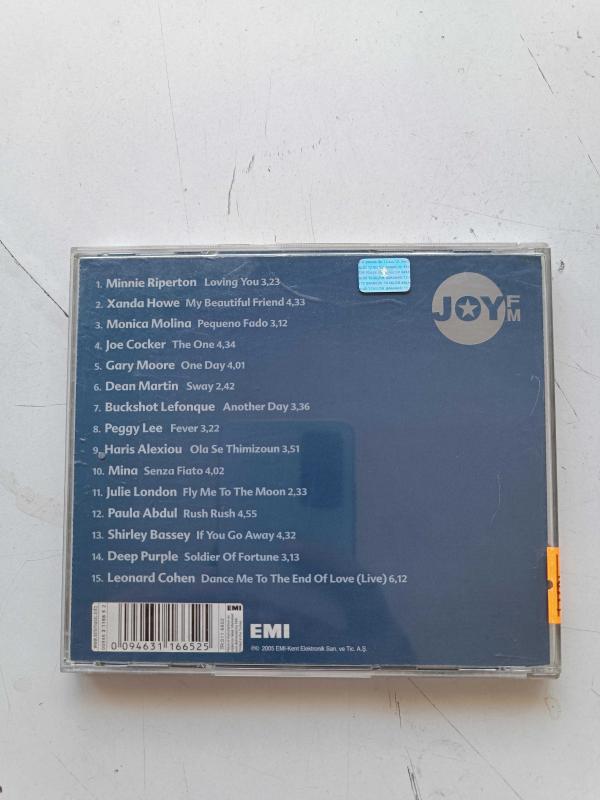 1. Minnie Riperton Loving You 3,23
2. Xanda Howe My Beautiful Friend 4,33
3. Monica Molina Pequeno Fado 3,12
4. Joe Cocker The One 4,34
5. Gary Moore One Day 4,01
6. Dean Martin Sway 2,42
7. Buckshot Lefonque Another Day 3,36
8. Peggy Lee Fever 3,22
9. Haris Alexiou Ola Se Thimizoun 3,51
10. Mina Senza Fiato 4,02
11. Julie London Fly Me To The Moon 2,33
12. Paula Abdul Rush Rush 4,55
13. Shirley Bassey If You Go Away 4,32
14. Deep Purple Soldier Of Fortune 3,13
15. Leonard Cohen Dance Me To The End Of Love (Live) 6,12
JOY FM
0 094631 166525
EMI
EMI
2005 EMI-Kent Elektronik San. ve Tic. A.Ş.